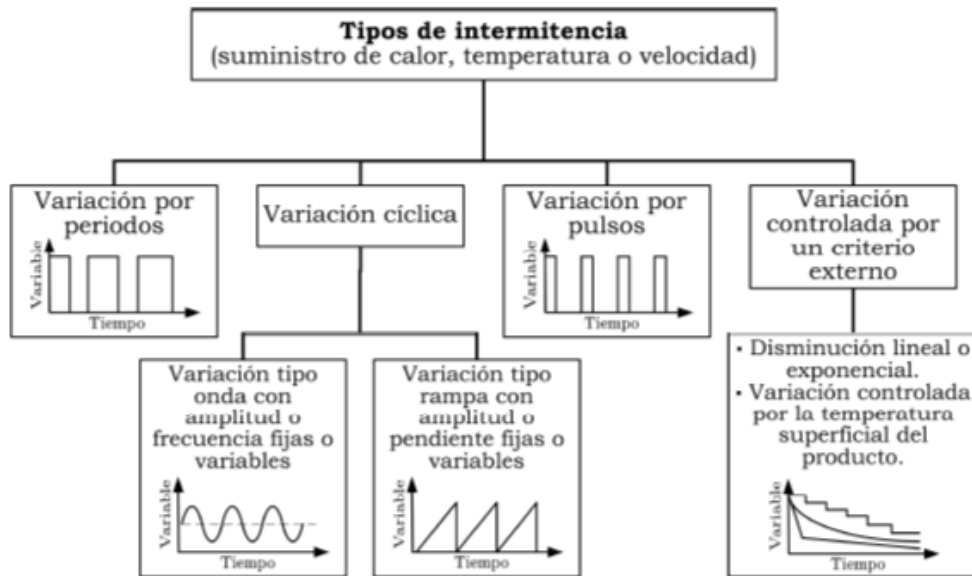 Tipos de intermitencia
(suministro de calor, temperatura o velocidad)
Variación por
periodos
Variable
Tiempo
Variación cíclica
Variación por
pulsos
Variable
Tiempo
Variación
controlada por
un criterio
externo
Variación tipo
onda con
amplitud o
frecuencia fijas o
variables
Variable
Tiempo
Variación tipo
rampa con
amplitud o
pendiente fijas o
variables
Variable
Tiempo
• Disminución lineal o
exponencial.
• Variación controlada
por la temperatura
superficial del
producto.
Variable
Tiempo